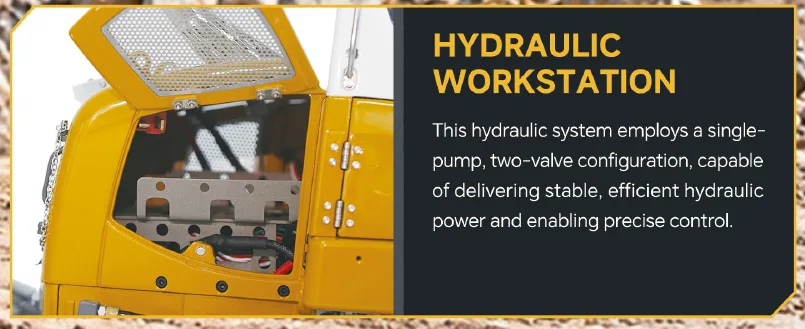 HYDRAULIC
WORKSTATION
This hydraulic system employs a single-
pump, two-valve configuration, capable
of delivering stable, efficient hydraulic
power and enabling precise control.